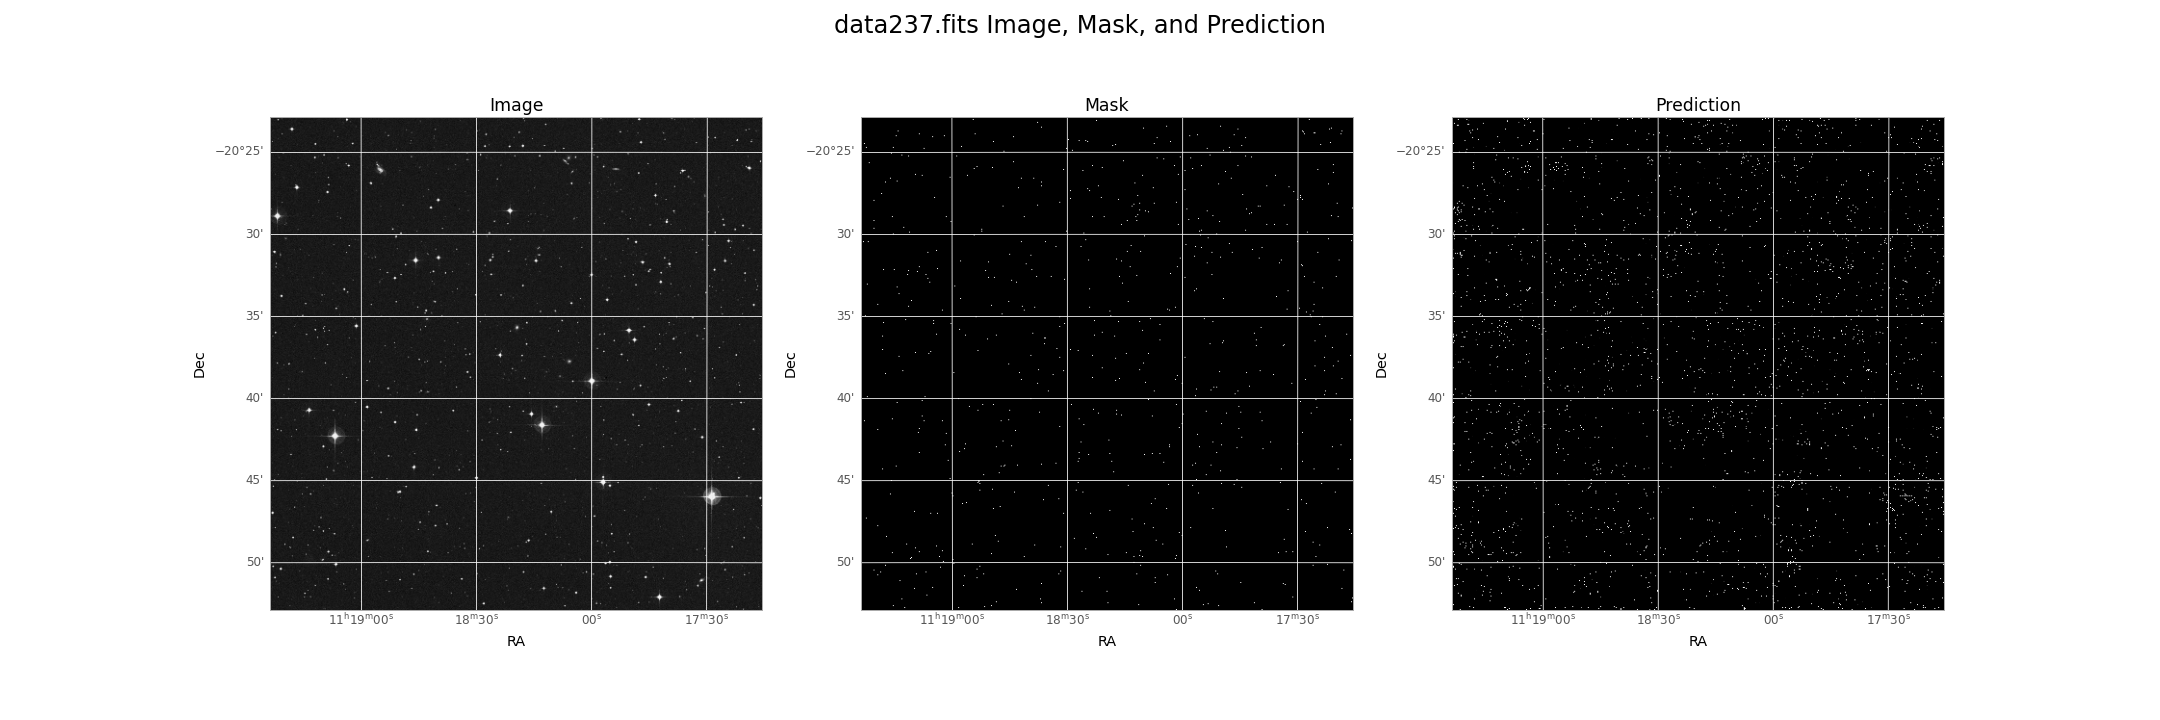 data237.fits Image, Mask, and Prediction
Image
Mask
Prediction
−20°25'
30'
35'
40'
45'
50'
Dec
11ʰ19ᵐ00ˢ
18ᵐ30ˢ
00ˢ
17ᵐ30ˢ
RA
−20°25'
30'
35'
40'
45'
50'
Dec
11ʰ19ᵐ00ˢ
18ᵐ30ˢ
00ˢ
17ᵐ30ˢ
RA
−20°25'
30'
35'
40'
45'
50'
Dec
11ʰ19ᵐ00ˢ
18ᵐ30ˢ
00ˢ
17ᵐ30ˢ
RA